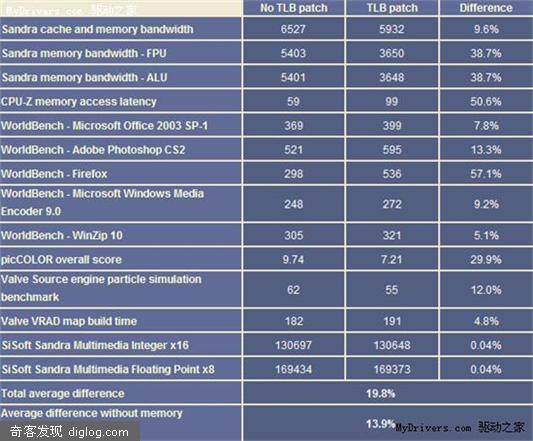 MyDrivers.com 驱动之家
No TLB patch TLB patch Difference
Sandra cache and memory bandwidth 6527 5932 9.6%
Sandra memory bandwidth - FPU 5403 3650 38.7%
Sandra memory bandwidth - ALU 5401 3648 38.7%
CPU-Z memory access latency 59 99 50.6%
WorldBench - Microsoft Office 2003 SP-1 369 399 7.8%
WorldBench - Adobe Photoshop CS2 521 595 13.3%
WorldBench - Firefox 298 536 57.1%
WorldBench - Microsoft Windows Media
Encoder 9.0 248 272 9.2%
WorldBench - WinZip 10 305 321 5.1%
picCOLOR overall score 9.74 7.21 29.9%
Valve Source engine particle simulation
benchmark 62 55 12.0%
Valve VRAD map build time 182 191 4.8%
SiSoft Sandra Multimedia Integer x16 130697 130648 0.04%
SiSoft Sandra Multimedia Floating Point x8 169434 169373 0.04%
Total average difference 19.8%
Average difference without memory
13.9%
MyDrivers.com 驱动之家
奇客发现 diglog.com